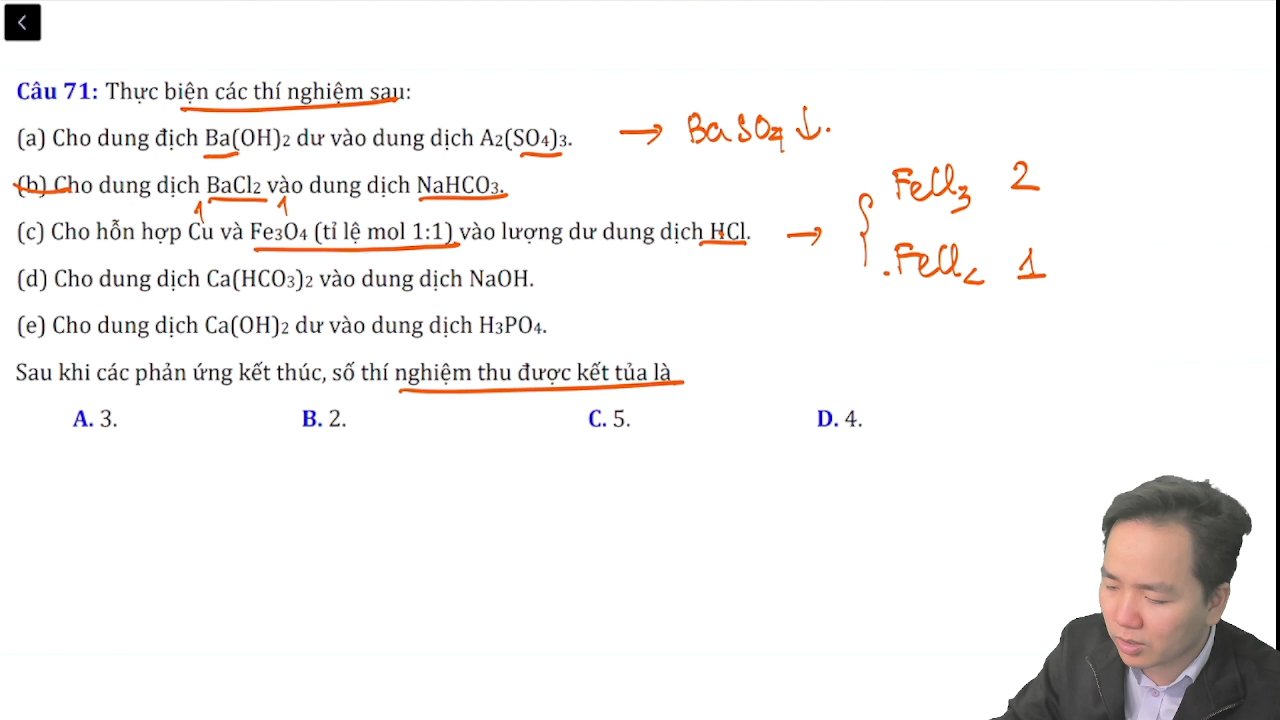 Câu 71: Thực biện các thí nghiệm sau:
(a) Cho dung địch Ba(OH)2 dư vào dung dịch A2(SO4)3. → BaSO4 ↓.
(b) Cho dung dịch BaCl2 vào dung dịch NaHCO3.
FeCl3 2
1 1
(c) Cho hỗn hợp Cu và Fe3O4 (tỉ lệ mol 1:1) vào lượng dư dung dịch HCl. →
FeCl2 1
(d) Cho dung dịch Ca(HCO3)2 vào dung dịch NaOH.
(e) Cho dung dịch Ca(OH)2 dư vào dung dịch H3PO4.
Sau khi các phản ứng kết thúc, số thí nghiệm thu được kết tủa là
A. 3. B. 2. C. 5. D. 4.